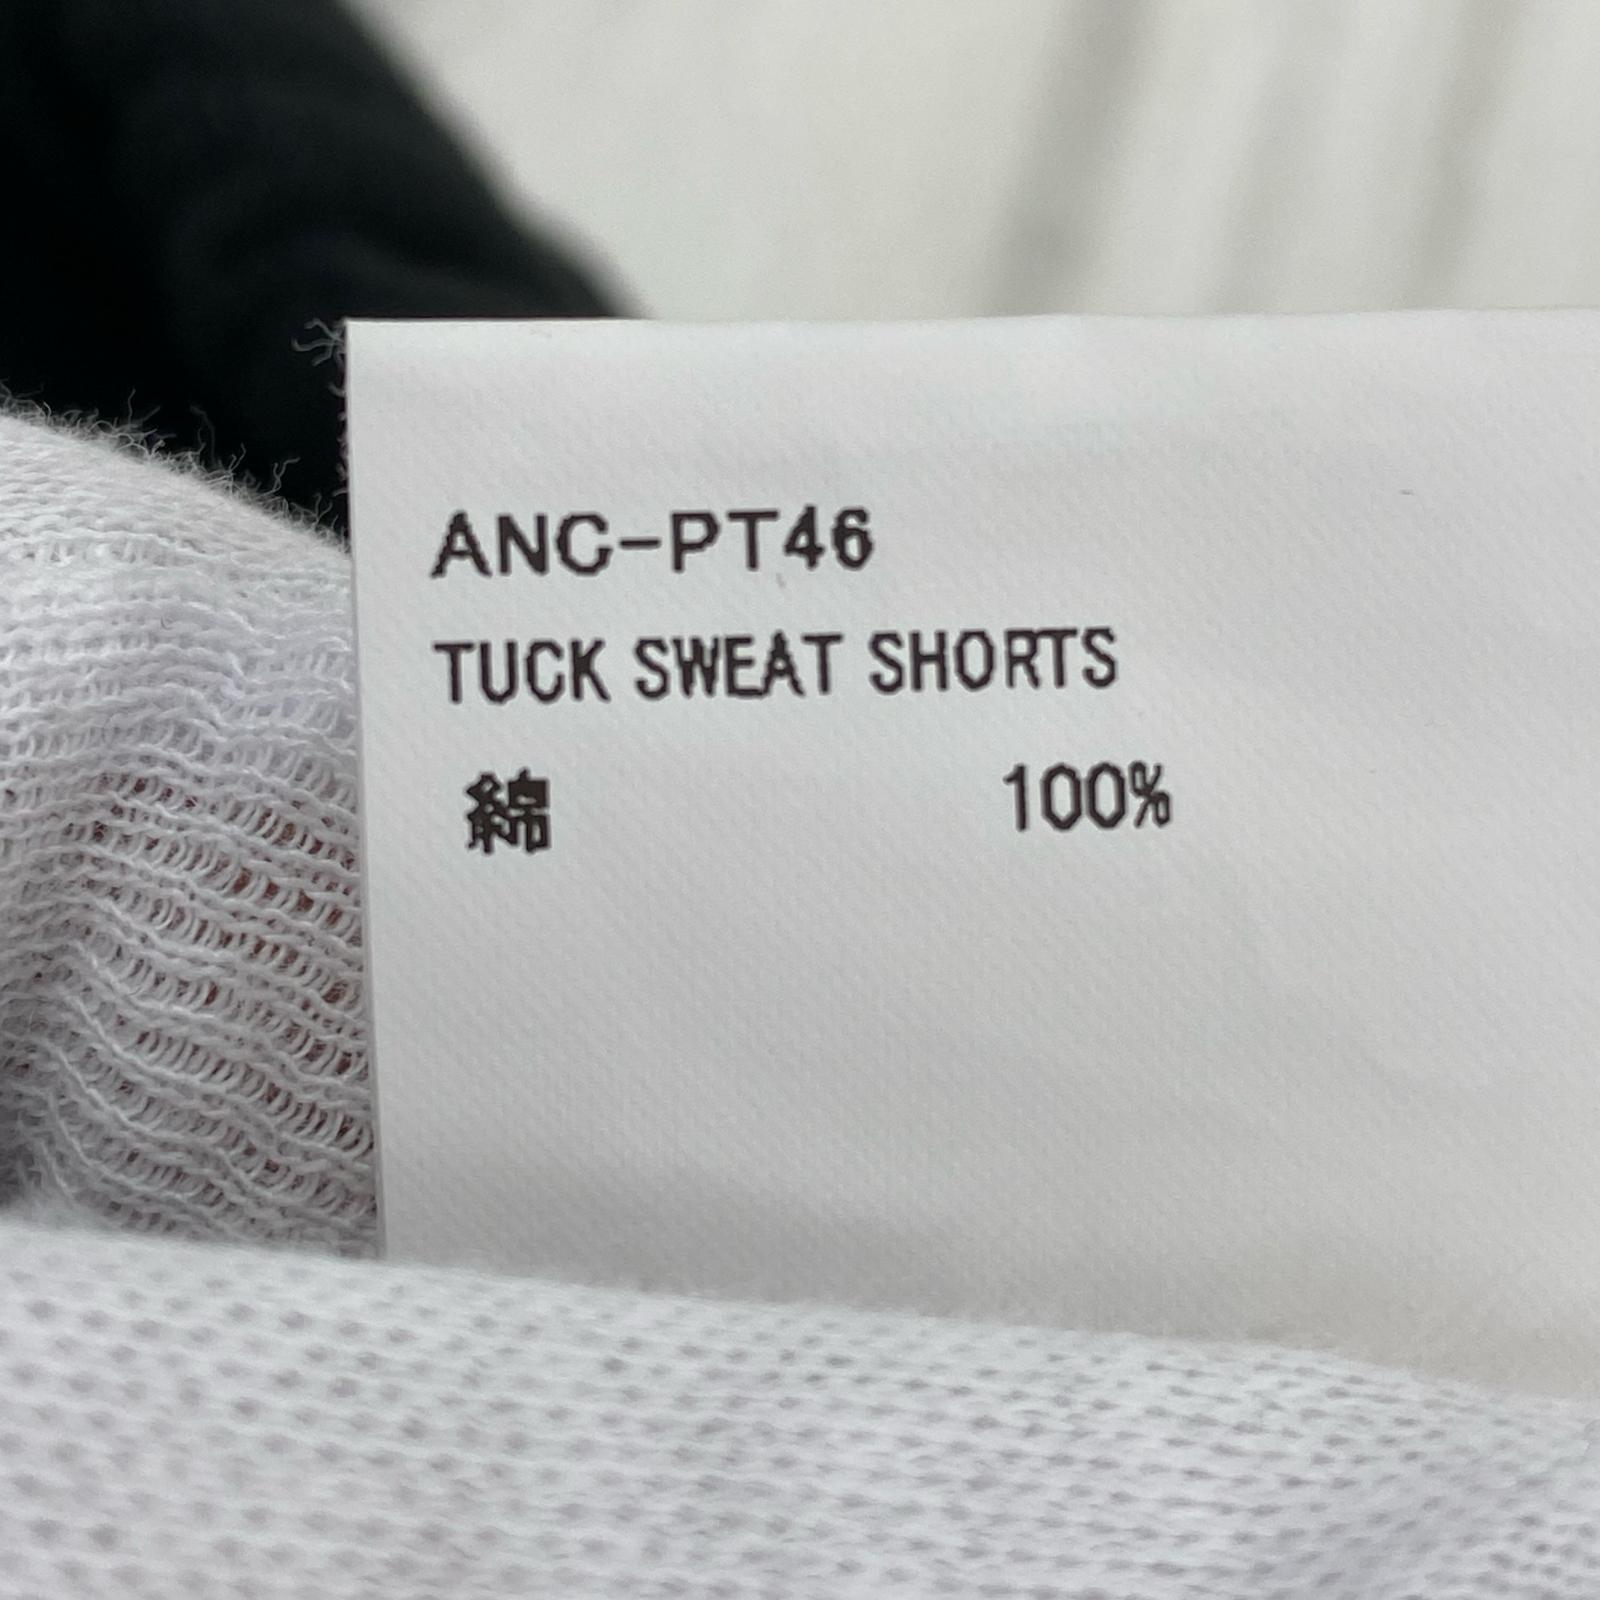 ANC-PT46
TUCK SWEAT SHORTS
綿 100%